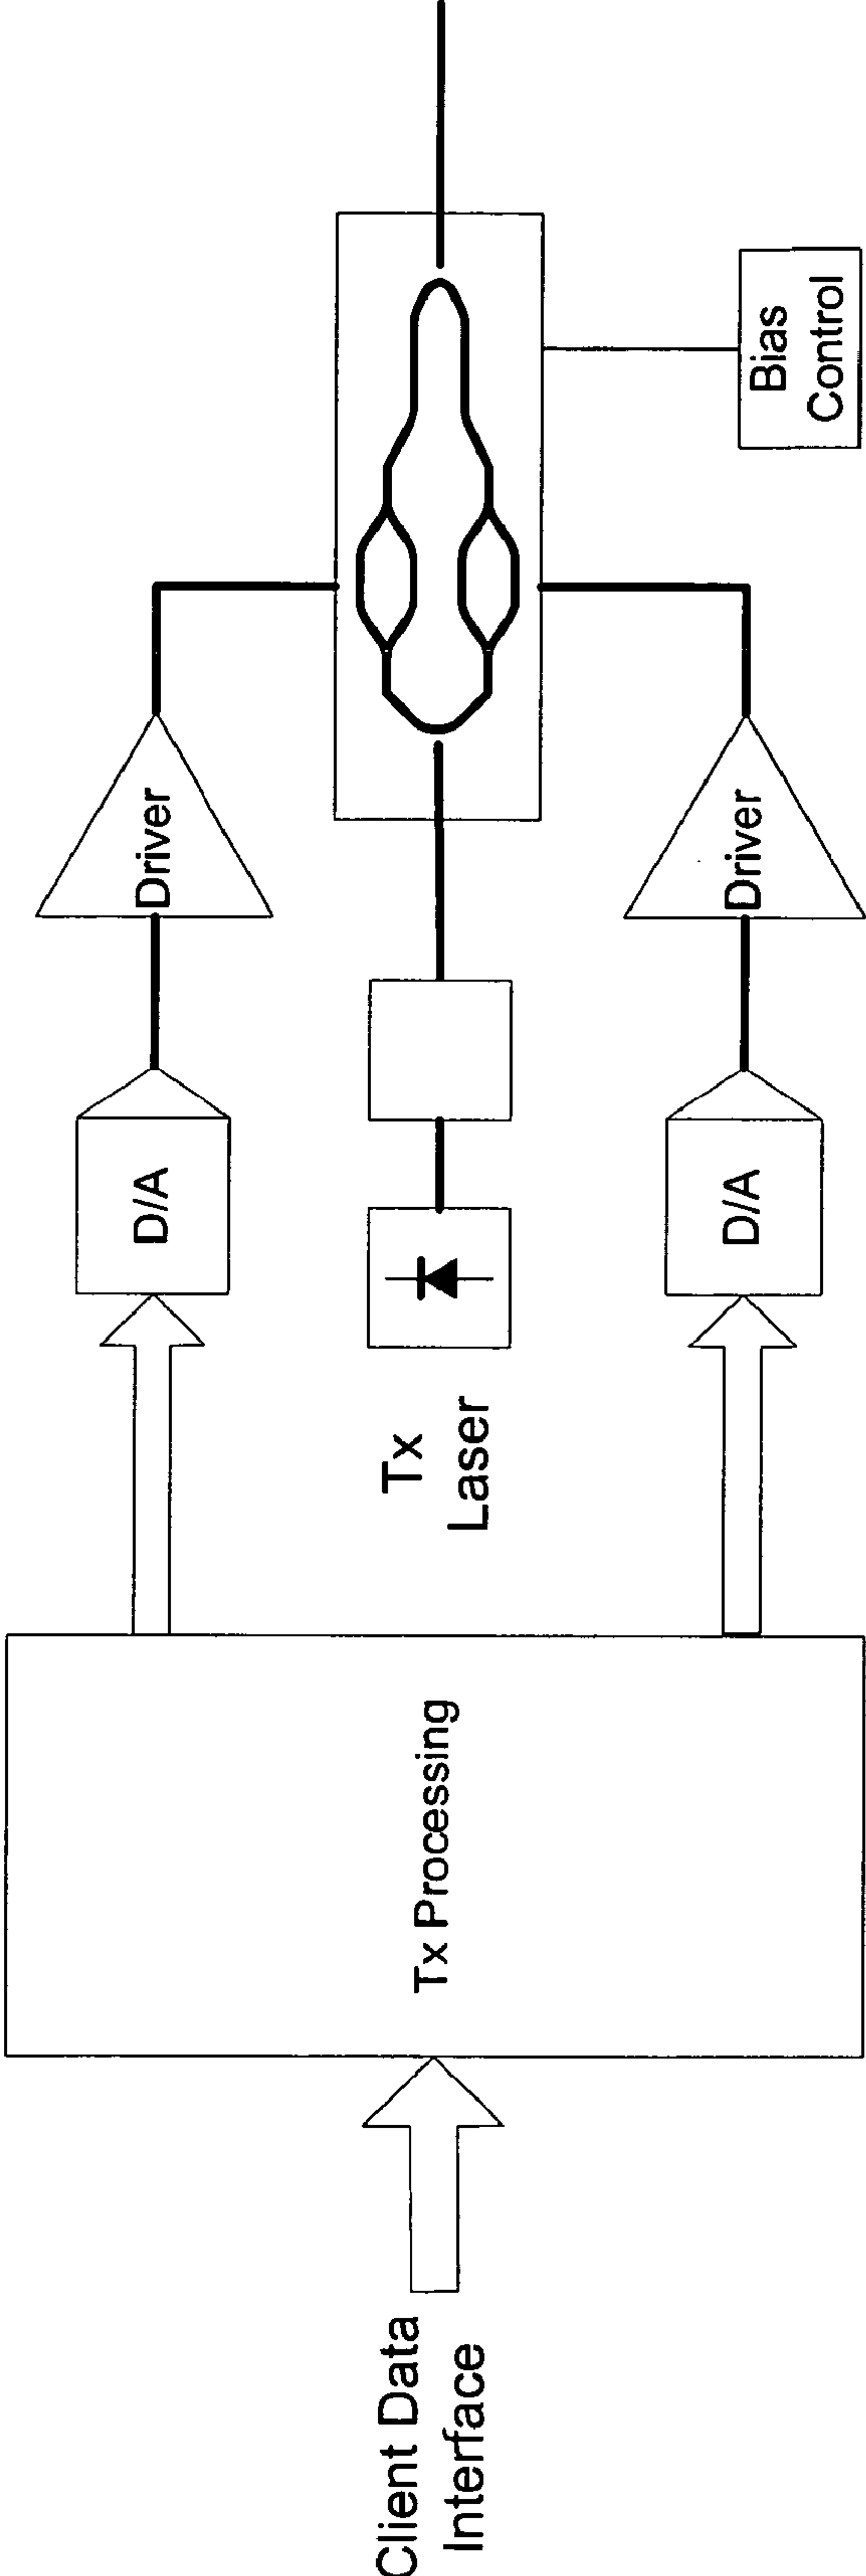 Client Data
Interface
Tx Processing
D/A
Driver
Tx
Laser
D/A
Driver
Bias
Control